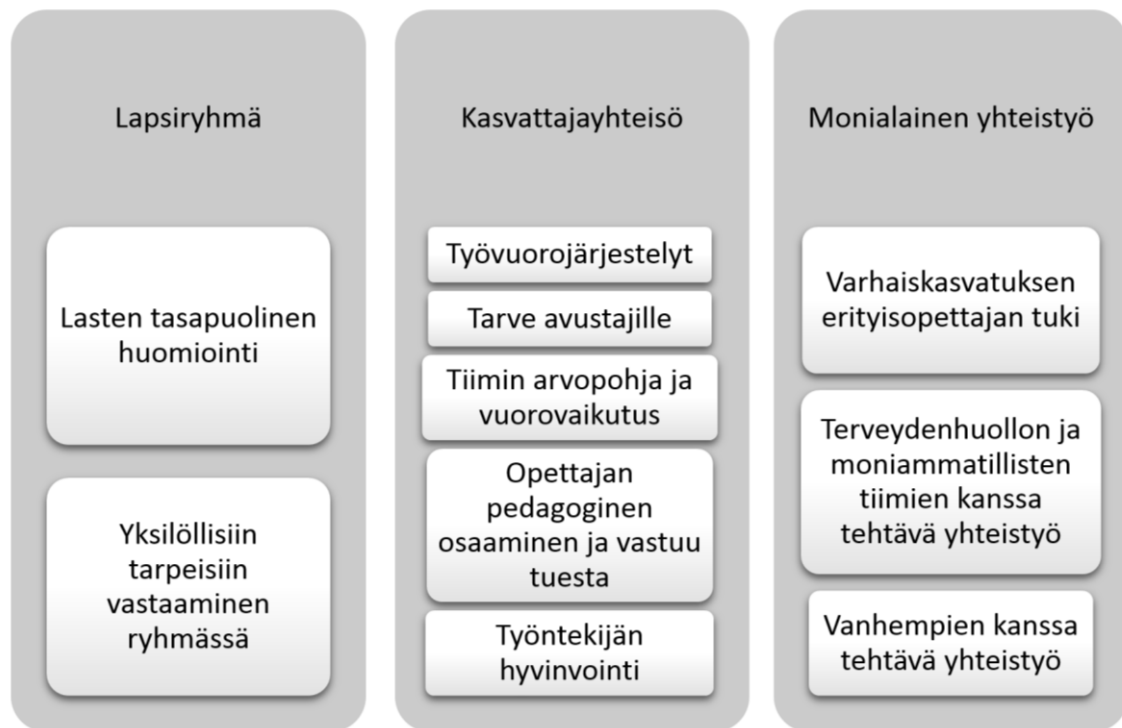 Lapsiryhmä
Lasten tasapuolinen
huomiointi
Yksilöllisiin
tarpeisiin
vastaaminen
ryhmässä
Kasvattajayhteisö
Työvuorojärjestelyt
Tarve avustajille
Tiimin arvopohja ja
vuorovaikutus
Opettajan
pedagoginen
osaaminen ja vastuu
tuesta
Työntekijän
hyvinvointi
Monialainen yhteistyö
Varhaiskasvatuksen
erityisopettajan tuki
Terveydenhuollon ja
moniammatillisten
tiimien kanssa
tehtävä yhteistyö
Vanhempien kanssa
tehtävä yhteistyö